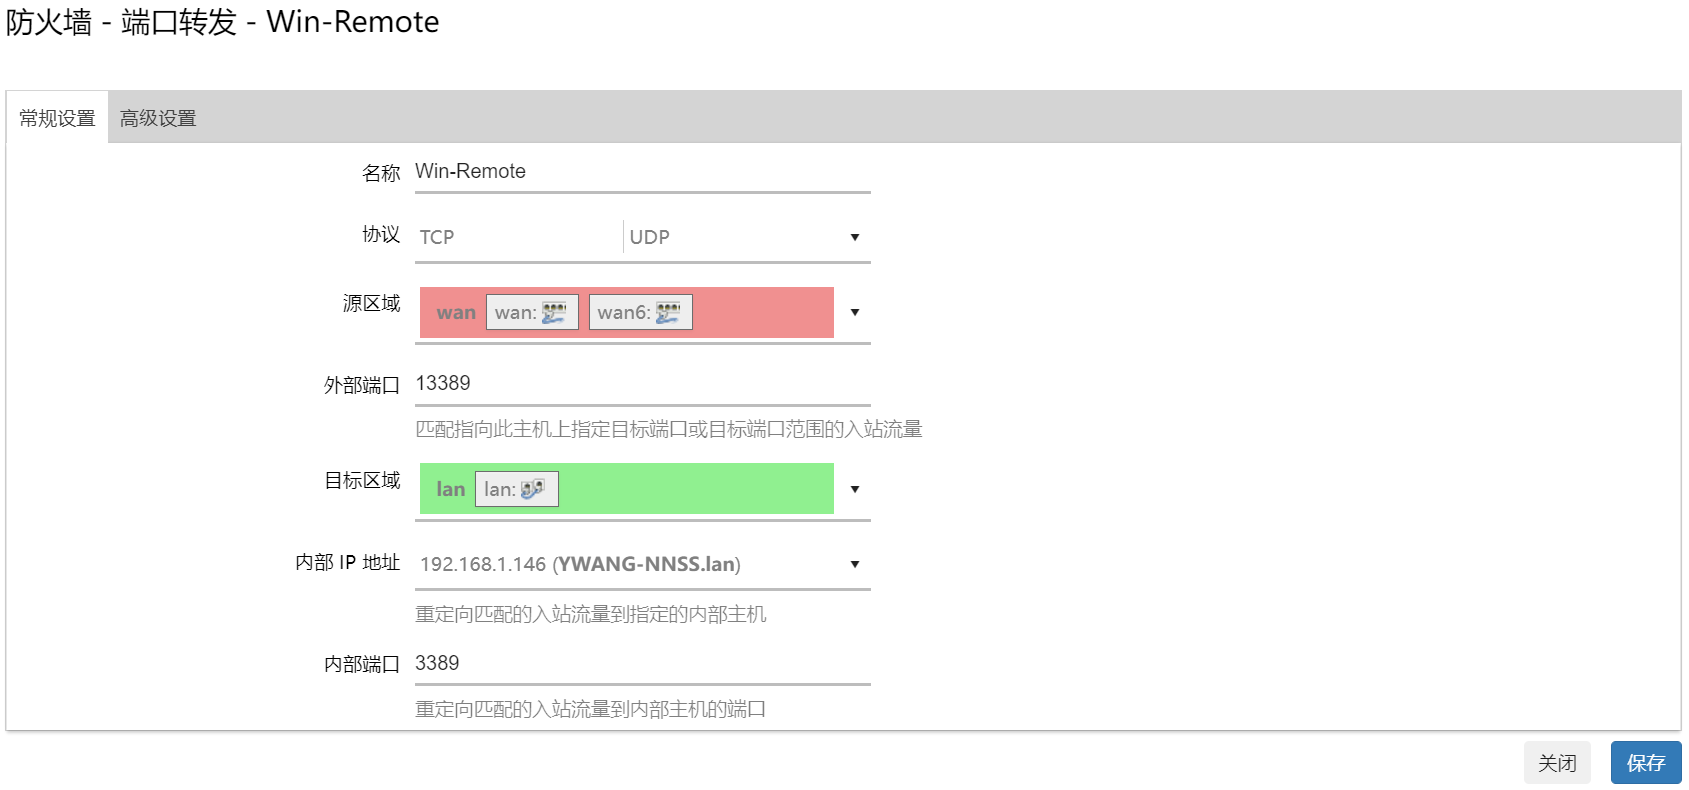 防火墙 - 端口转发 - Win-Remote
常规设置 高级设置
名称 Win-Remote
协议 TCP UDP
源区域 wan wan: wan6:
外部端口 13389
匹配指向此主机上指定目标端口或目标端口范围的入站流量
目标区域 lan lan:
内部 IP 地址 192.168.1.146 (YWANG-NNSS.lan)
重定向匹配的入站流量到指定的内部主机
内部端口 3389
重定向匹配的入站流量到内部主机的端口
关闭 保存